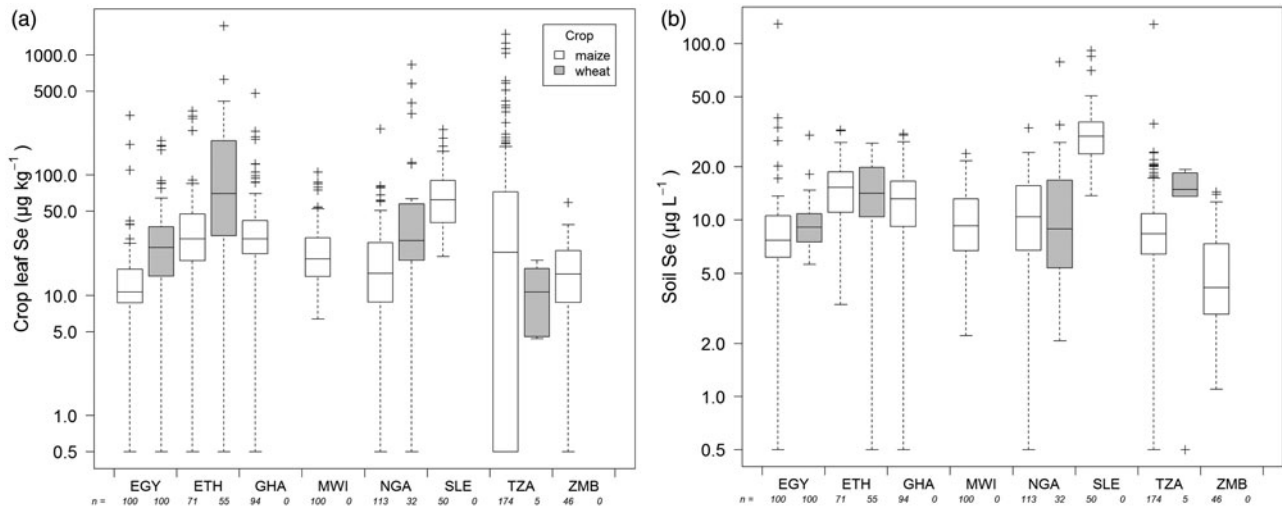 (a)
Crop leaf Se (µg kg⁻¹)
1000.0
500.0
100.0
50.0
10.0
5.0
1.0
0.5
Crop
maize
wheat
EGY ETH GHA MWI NGA SLE TZA ZMB
n = 100 100 71 55 94 0 100 0 113 32 50 0 174 5 46 0
(b)
Soil Se (µg L⁻¹)
100.0
50.0
20.0
10.0
5.0
2.0
1.0
0.5
EGY ETH GHA MWI NGA SLE TZA ZMB
n = 100 100 71 55 94 0 100 0 113 32 50 0 174 5 46 0